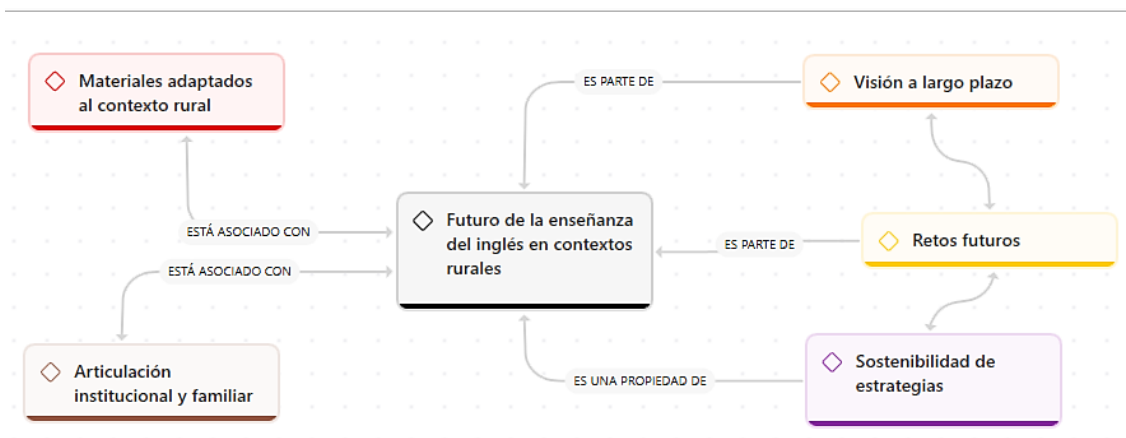 Materiales adaptados
al contexto rural
ES PARTE DE
Visión a largo plazo
Futuro de la enseñanza
del inglés en contextos
rurales
ESTÁ ASOCIADO CON
ES PARTE DE
Retos futuros
ESTÁ ASOCIADO CON
Articulación
institucional y familiar
ES UNA PROPIEDAD DE
Sostenibilidad de
estrategias